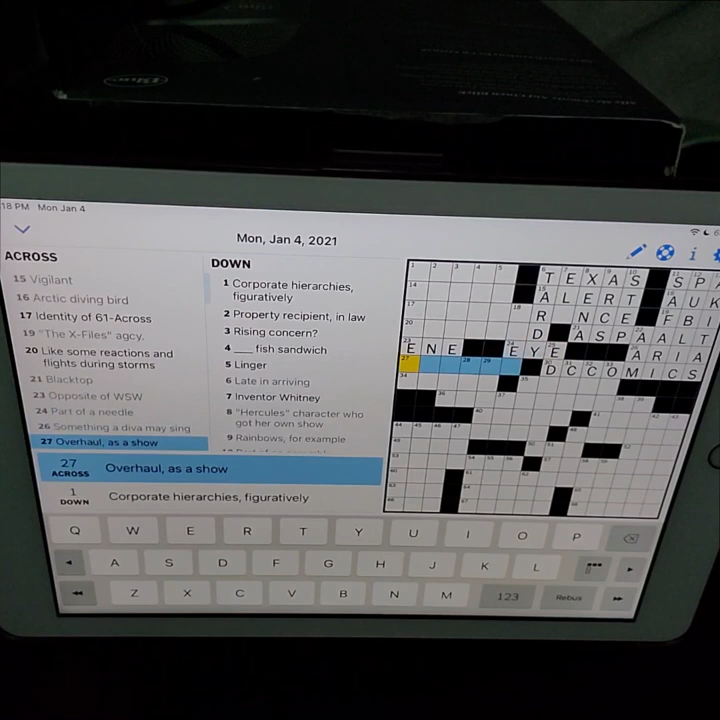 18 PM Mon Jan 4
Mon, Jan 4, 2021
ACROSS
15 Vigilant
16 Arctic diving bird
17 Identity of 61-Across
19 "The X-Files" agcy.
20 Like some reactions and
flights during storms
21 Blacktop
23 Opposite of WSW
24 Part of a needle
26 Something a diva may sing
27 Overhaul, as a show
DOWN
1 Corporate hierarchies,
figuratively
2 Property recipient, in law
3 Rising concern?
4 ___ fish sandwich
5 Linger
6 Late in arriving
7 Inventor Whitney
8 "Hercules" character who
got her own show
9 Rainbows, for example
27
ACROSS
Overhaul, as a show
1
DOWN
Corporate hierarchies, figuratively
TEXAS SPA
ALERT AUK
R NCE FBI
D ASPAALT
ENE EYE ARIA
DCCOMICS
Q W E R T Y U I O P
A S D F G H J K L
Z X C V B N M 123 Rebus